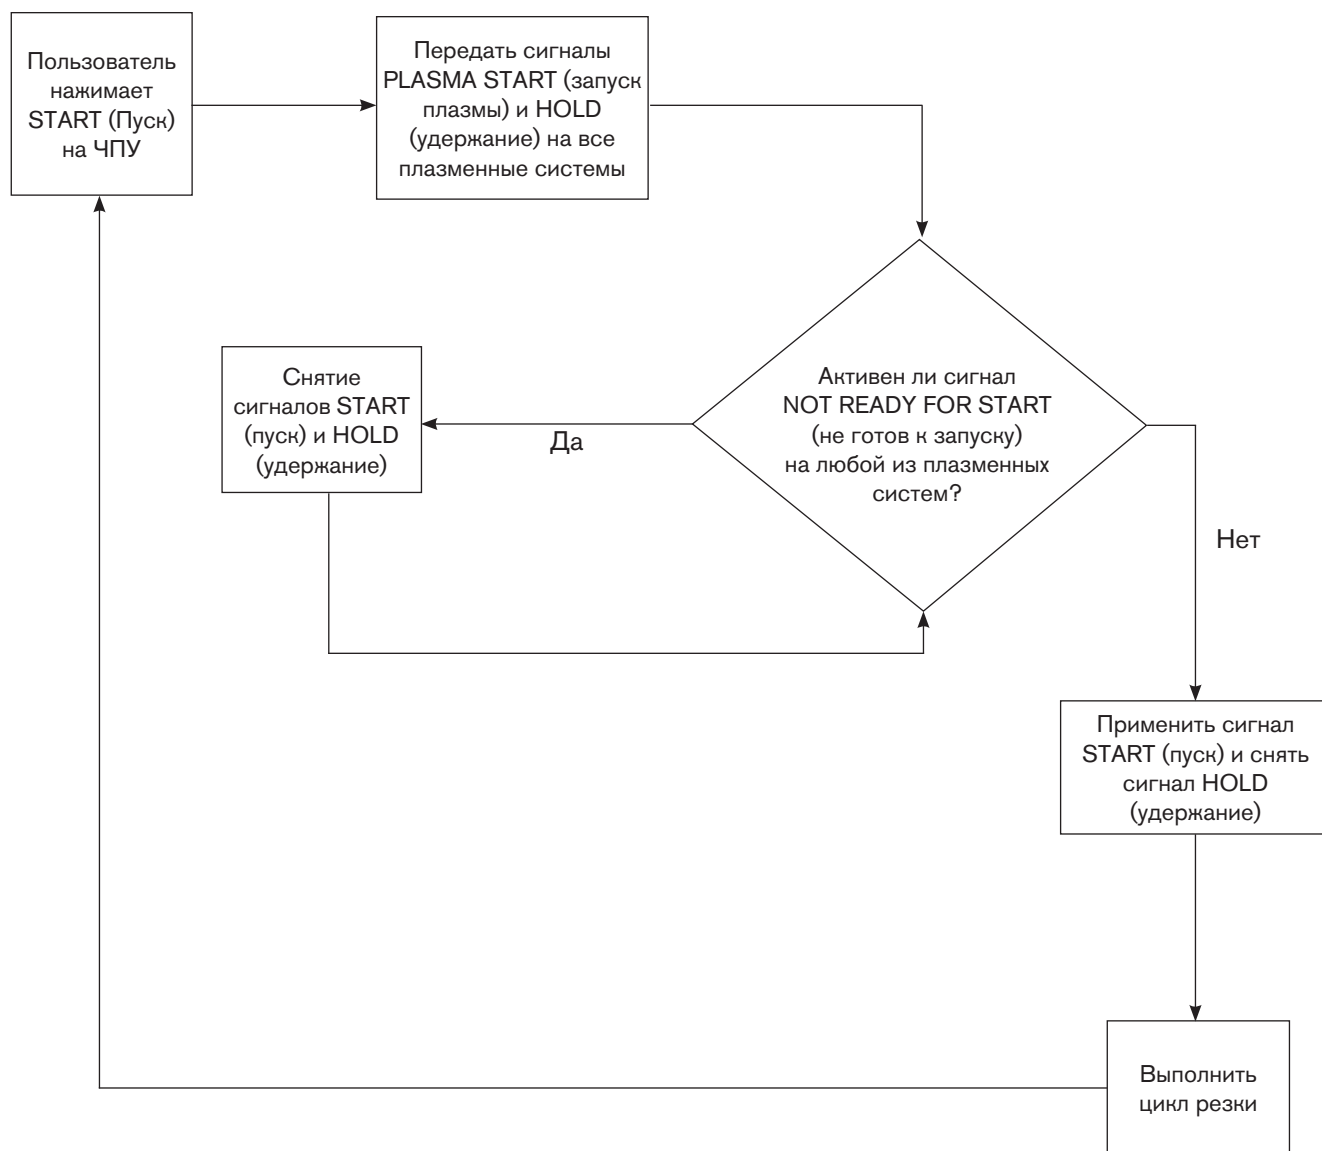 Пользователь
нажимает
START (Пуск)
на ЧПУ
Передать сигналы
PLASMA START (запуск
плазмы) и HOLD
(удержание) на все
плазменные системы
Активен ли сигнал
NOT READY FOR START
(не готов к запуску)
на любой из плазменных
систем?
Да
Снятие
сигналов START
(пуск) и HOLD
(удержание)
Нет
Применить сигнал
START (пуск) и снять
сигнал HOLD
(удержание)
Выполнить
цикл резки